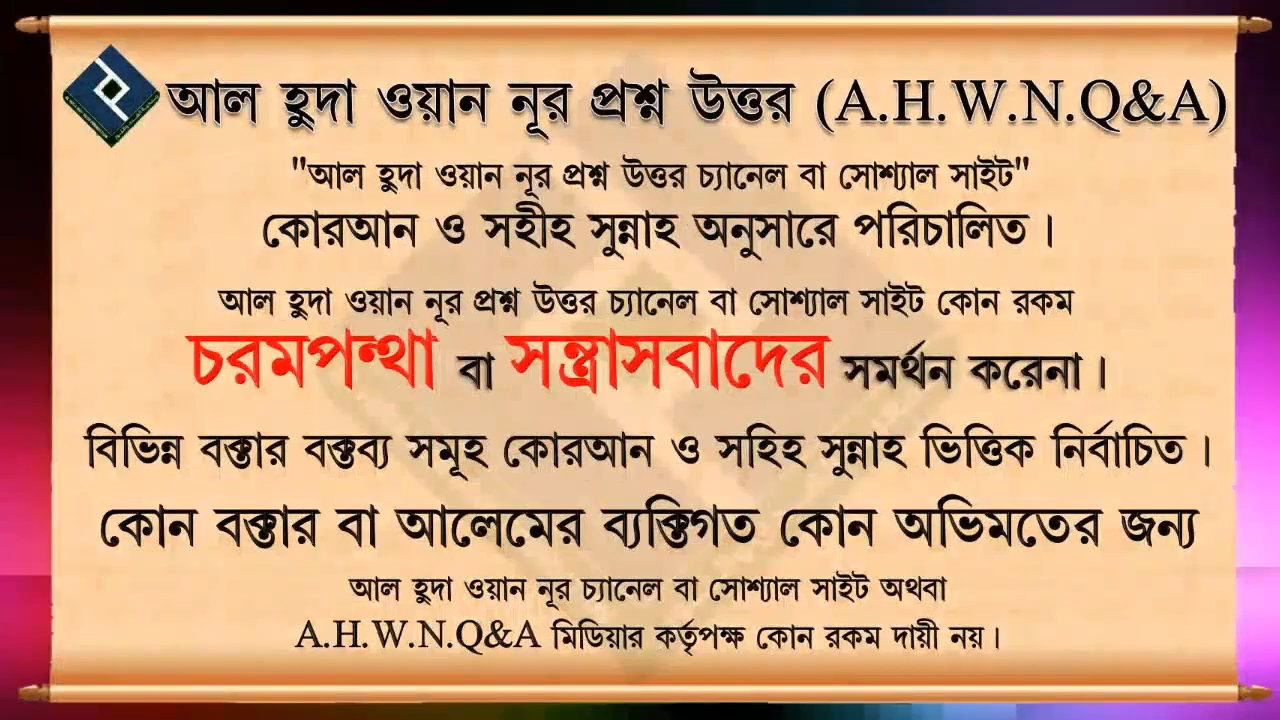 আল হুদা ওয়ান নূর প্রশ্ন উত্তর (A.H.W.N.Q&A)
"আল হুদা ওয়ান নূর প্রশ্ন উত্তর চ্যানেল বা সোশ্যাল সাইট"
কোরআন ও সহীহ সুন্নাহ অনুসারে পরিচালিত।
আল হুদা ওয়ান নূর প্রশ্ন উত্তর চ্যানেল বা সোশ্যাল সাইট কোন রকম
চরমপন্থা বা সন্ত্রাসবাদের সমর্থন করেনা।
বিভিন্ন বক্তার বক্তব্য সমূহ কোরআন ও সহিহ সুন্নাহ ভিত্তিক নির্বাচিত।
কোন বক্তার বা আলেমের ব্যক্তিগত কোন অভিমতের জন্য
আল হুদা ওয়ান নূর চ্যানেল বা সোশ্যাল সাইট অথবা
A.H.W.N.Q&A মিডিয়ার কর্তৃপক্ষ কোন রকম দায়ী নয়।